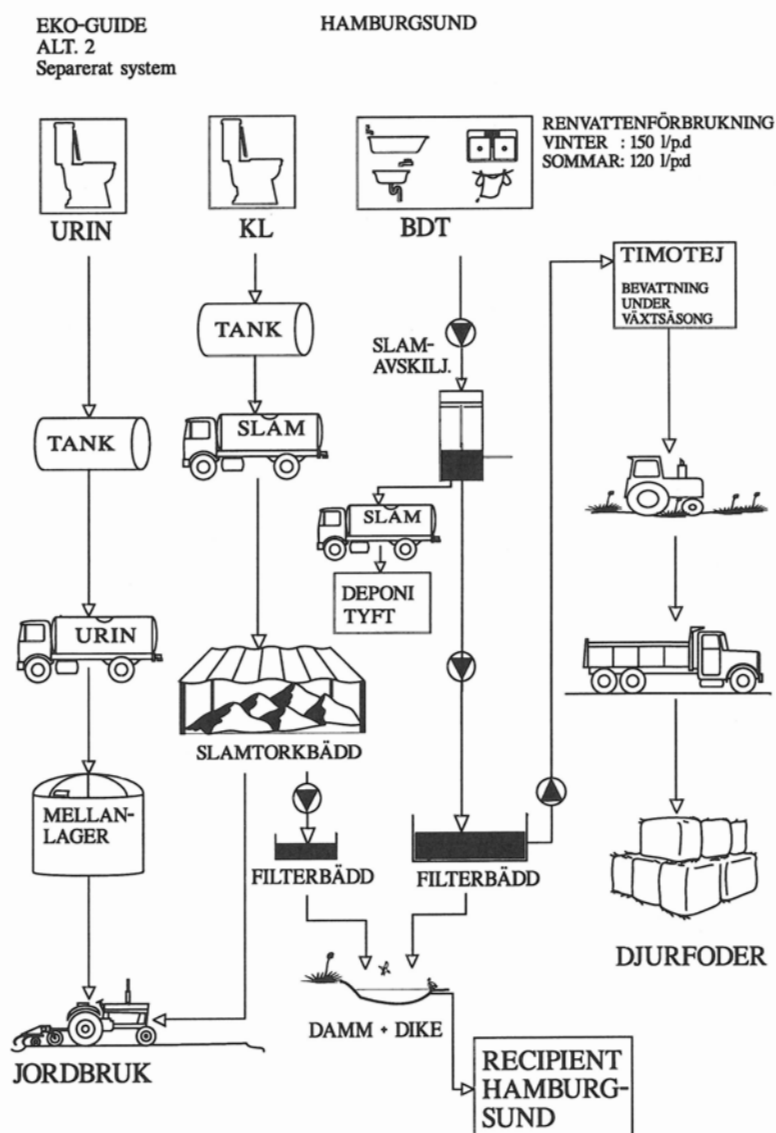 EKO-GUIDE
ALT. 2
Separerat system
HAMBURGSUND
URIN
KL
BDT
RENVATTENFÖRBRUKNING
VINTER : 150 l/p.d
SOMMAR: 120 l/p:d
TANK
TANK
SLAM-
AVSKILJ.
TIMOTEJ
BEVATTNING
UNDER
VÄXTSÄSONG
SLAM
SLAM
DEPONI
TYFT
URIN
SLAMTORKBÄDD
MELLAN-
LAGER
FILTERBÄDD
FILTERBÄDD
DJURFODER
JORDBRUK
DAMM + DIKE
RECIPIENT
HAMBURG-
SUND